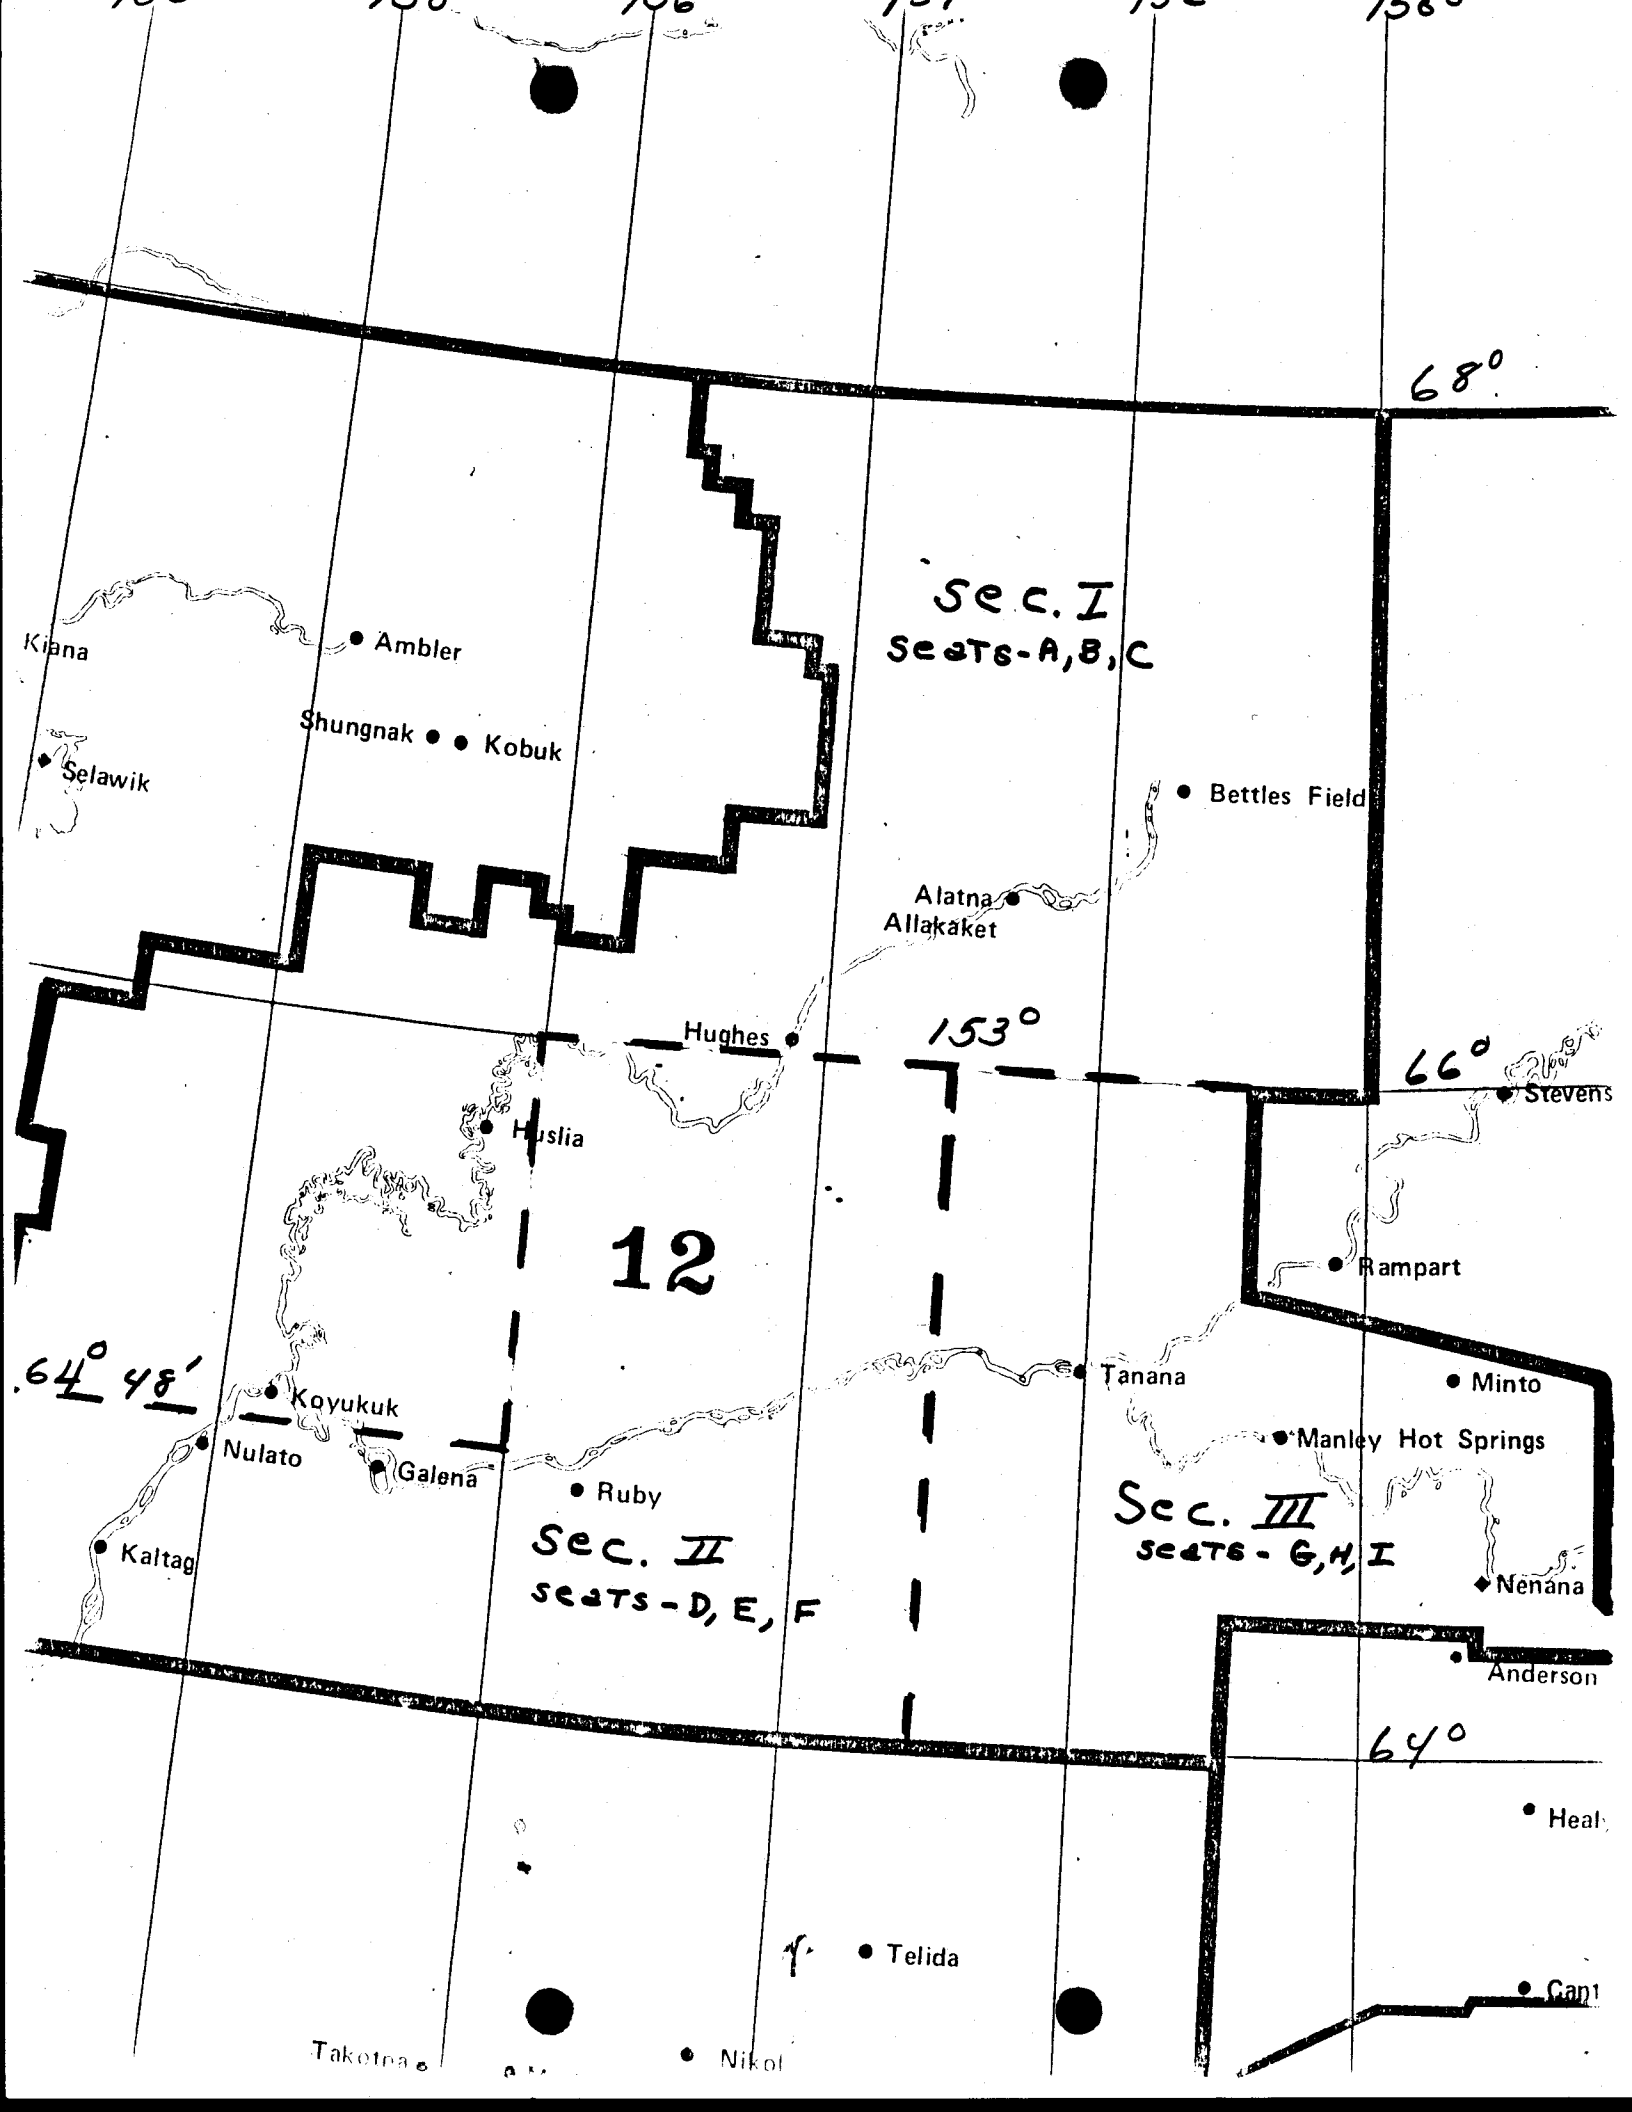 68°
sec. I
seats-A,B,C
Kiana
Ambler
Shungnak
Kobuk
Selawik
Bettles Field
Alatna
Allakaket
Hughes
153°
66°
Stevens
Huslia
12
Rampart
64° 48'
Koyukuk
Tanana
Minto
Nulato
Galena
Manley Hot Springs
Ruby
Sec. III
seats - G,H,I
Kaltag
Sec. II
seats-D, E, F
Nenana
Anderson
64°
Healy
Telida
Cant
Takotna
Nikol